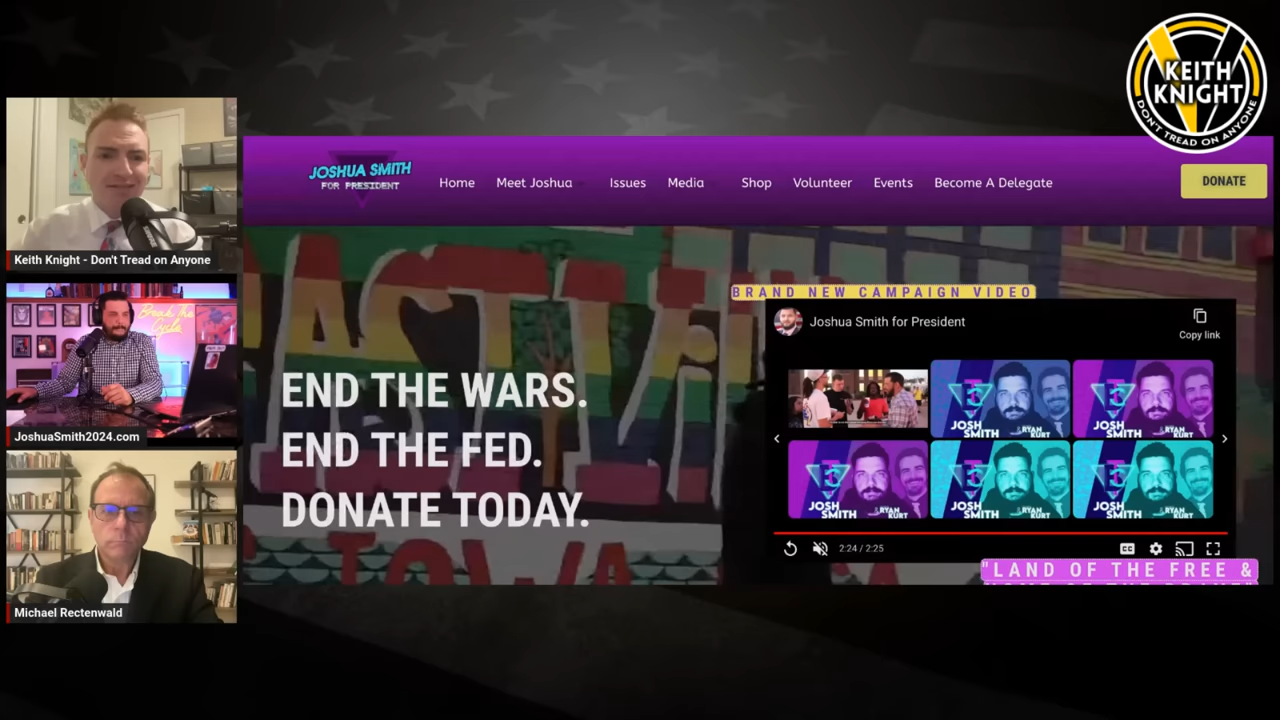 KEITH
KNIGHT
DON'T TREAD ON ANYONE
Keith Knight - Don't Tread on Anyone
Break the
Cycle
JoshuaSmith2024.com
Michael Rectenwald
JOSHUA SMITH
FOR PRESIDENT
Home
Meet Joshua
Issues
Media
Shop
Volunteer
Events
Become A Delegate
DONATE
END THE WARS.
END THE FED.
DONATE TODAY.
BRAND NEW CAMPAIGN VIDEO
Joshua Smith for President
Copy link
JOSH
SMITH
RYAN
KURT
JOSH
SMITH
RYAN
KURT
JOSH
SMITH
RYAN
KURT
JOSH
SMITH
RYAN
KURT
JOSH
SMITH
RYAN
KURT
2:24 / 2:25
CC
"LAND OF THE FREE &